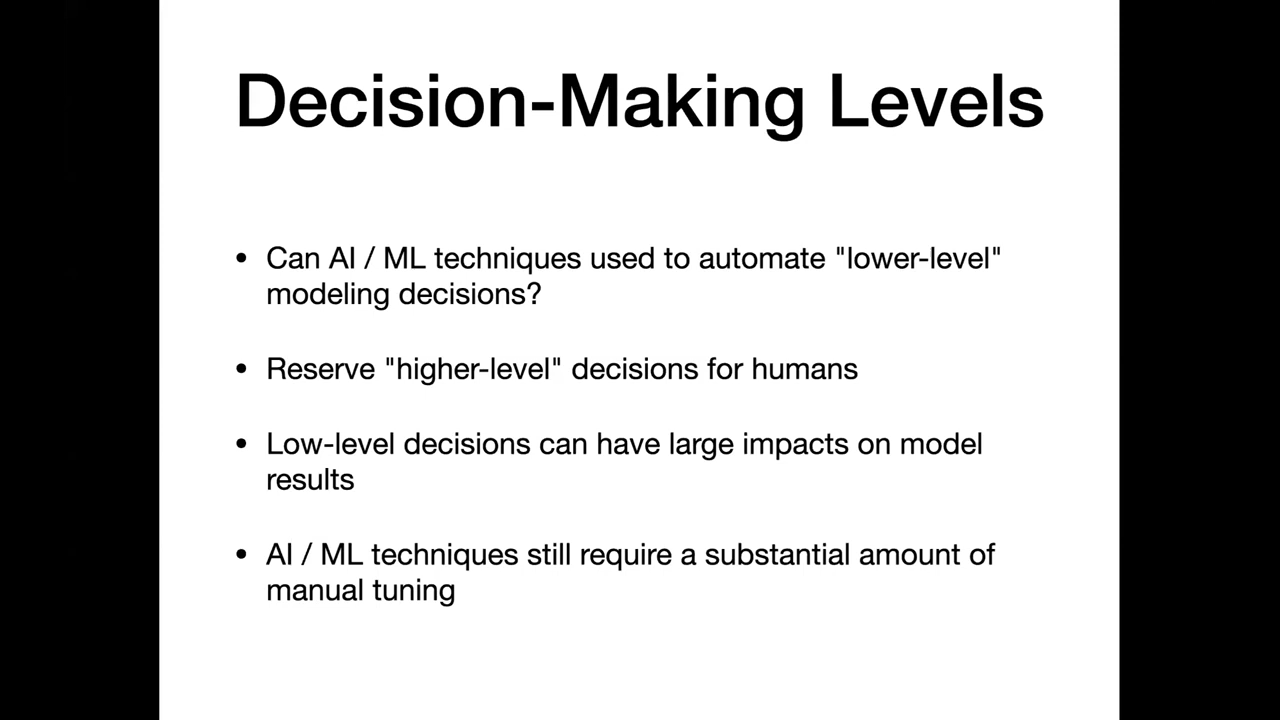 Decision-Making Levels
• Can AI / ML techniques used to automate "lower-level"
modeling decisions?
• Reserve "higher-level" decisions for humans
• Low-level decisions can have large impacts on model
results
• AI / ML techniques still require a substantial amount of
manual tuning